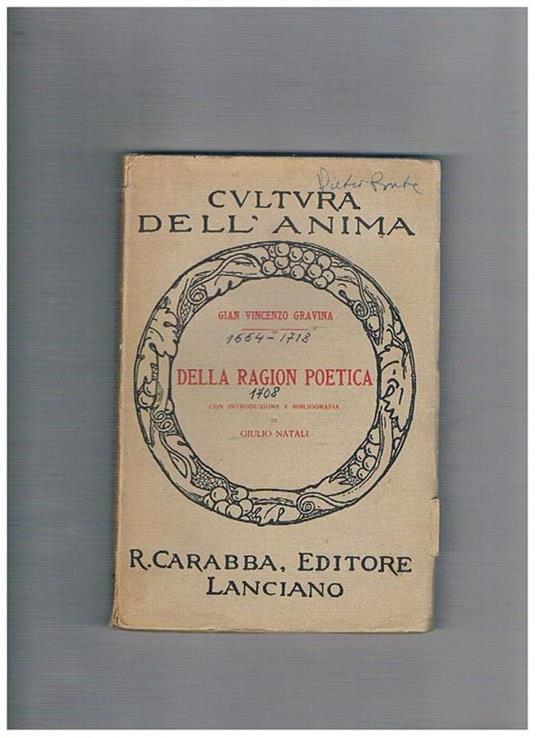 CVLTVRA
DELL'ANIMA
GIAN VINCENZO GRAVINA
1664-1718
DELLA RAGION POETICA
1708
CON INTRODUZIONE E BIBLIOGRAFIA
DI
GIULIO NATALI
R. CARABBA, EDITORE
LANCIANO